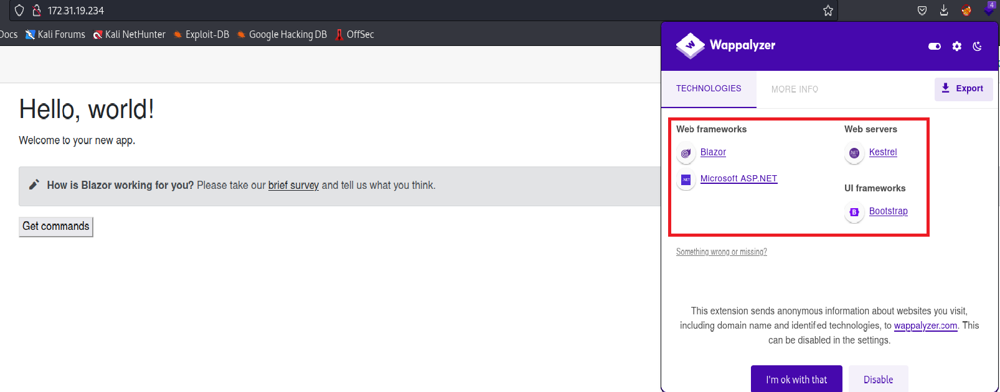 172.31.19.234
4
Docs Kali Forums Kali NetHunter Exploit-DB Google Hacking DB OffSec
Hello, world!
Welcome to your new app.
How is Blazor working for you? Please take our brief survey and tell us what you think.
Get commands
W Wappalyzer
TECHNOLOGIES MORE INFO Export
Web frameworks
Blazor
.NET Microsoft ASP.NET
Web servers
.NET Kestrel
UI frameworks
B Bootstrap
Something wrong or missing?
This extension sends anonymous information about websites you visit,
including domain name and identified technologies, to wappalyzer.com. This
can be disabled in the settings.
I'm ok with that Disable